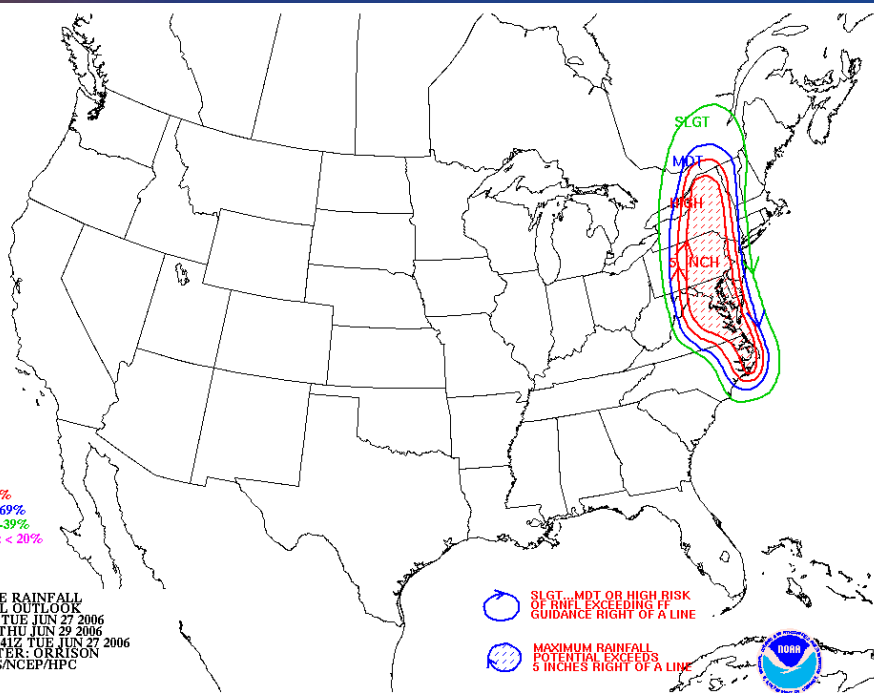 SLGT
MDT
HIGH
5 NCH
%
69%
-39%
: < 20%
E RAINFALL
L OUTLOOK
TUE JUN 27 2006
THU JUN 29 2006
41Z TUE JUN 27 2006
TER: ORRISON
S/NCEP/HPC
SLGT...MDT OR HIGH RISK
OF RNFL EXCEEDING FF
GUIDANCE RIGHT OF A LINE
MAXIMUM RAINFALL
POTENTIAL EXCEEDS
5 INCHES RIGHT OF A LINE
NOAA